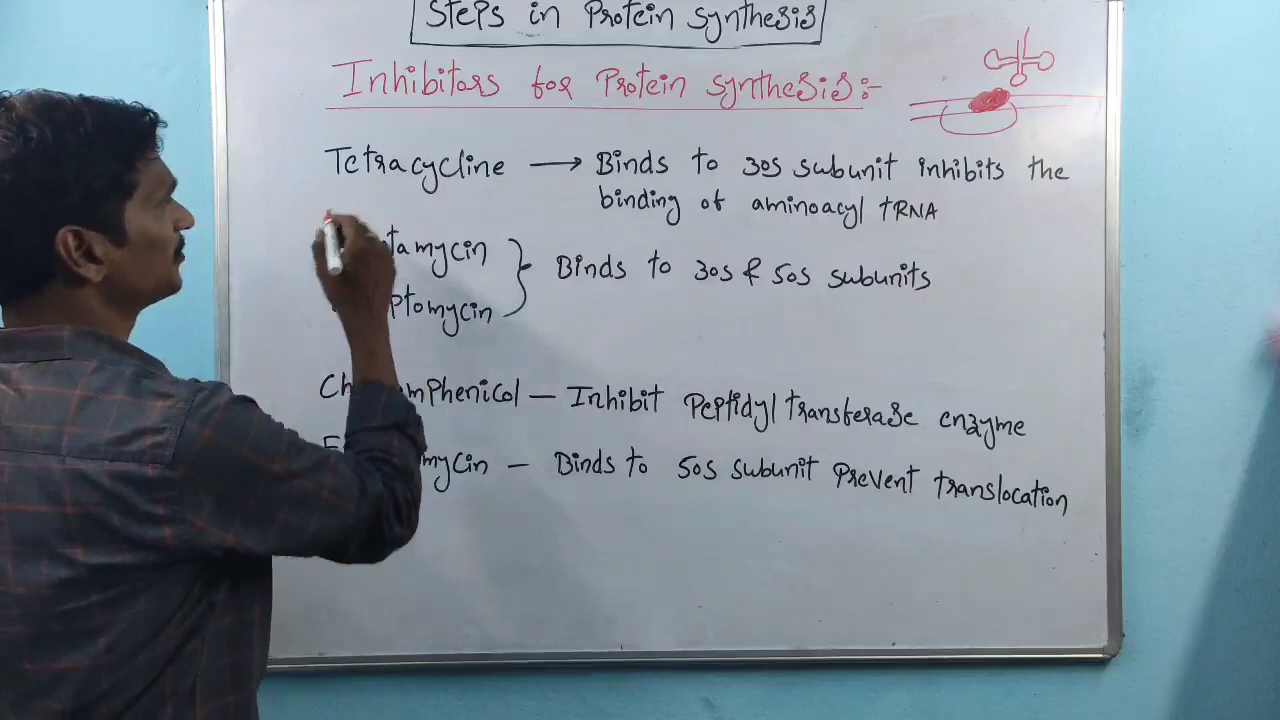 Steps in Protein synthesis
Inhibitors for Protein synthesis:-
Tetracycline → Binds to 30s subunit inhibits the
binding of aminoacyl tRNA
Binds to 30s & 50s subunits
– Inhibit Peptidyl transferase enzyme
– Binds to 50s subunit Prevent translocation